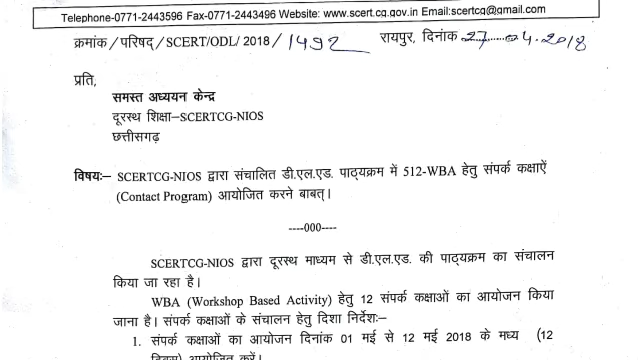 Telephone-0771-2443596 Fax-0771-2443496 Website: www.scert.cg.gov.in Email:scertcg@gmail.com
क्रमांक/परिषद्/SCERT/ODL/ 2018 / 1492 रायपुर, दिनांक 27.04.2018
प्रति,
समस्त अध्ययन केन्द्र
दूरस्थ शिक्षा–SCERTCG-NIOS
छत्तीसगढ़
विषयः– SCERTCG-NIOS द्वारा संचालित डी.एल.एड. पाठ्यक्रम में 512-WBA हेतु संपर्क कक्षाऐं
(Contact Program) आयोजित करने बाबत्।
----000----
SCERTCG-NIOS द्वारा दूरस्थ माध्यम से डी.एल.एड. की पाठ्यक्रम का संचालन
किया जा रहा है।
WBA (Workshop Based Activity) हेतु 12 संपर्क कक्षाओं का आयोजन किया
जाना है। संपर्क कक्षाओं के संचालन हेतु दिशा निर्देशः–
1. संपर्क कक्षाओं का आयोजन दिनांक 01 मई से 12 मई 2018 के मध्य (12
दिवस) आयोजित करें।